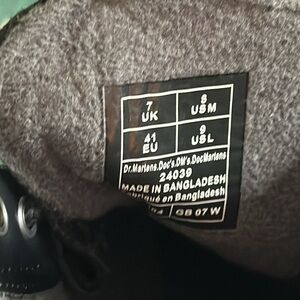 7 UK 8 USM
41 EU 9 USL
Dr.Martens.Doc's.DM's.DocMartens
24039
MADE IN BANGLADESH
en Bangladesh
GB 07 W